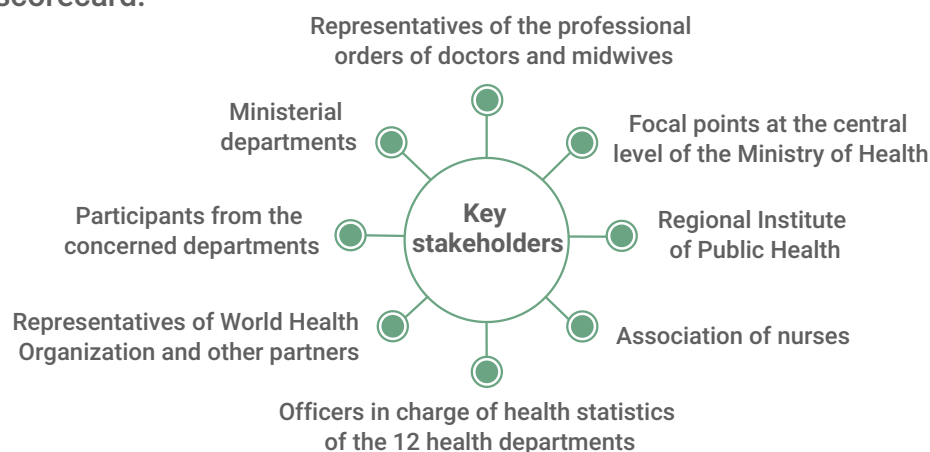 scorecard.
Representatives of the professional
orders of doctors and midwives
Ministerial
departments
Focal points at the central
level of the Ministry of Health
Participants from the
concerned departments
Key
stakeholders
Regional Institute
of Public Health
Representatives of World Health
Organization and other partners
Association of nurses
Officers in charge of health statistics
of the 12 health departments